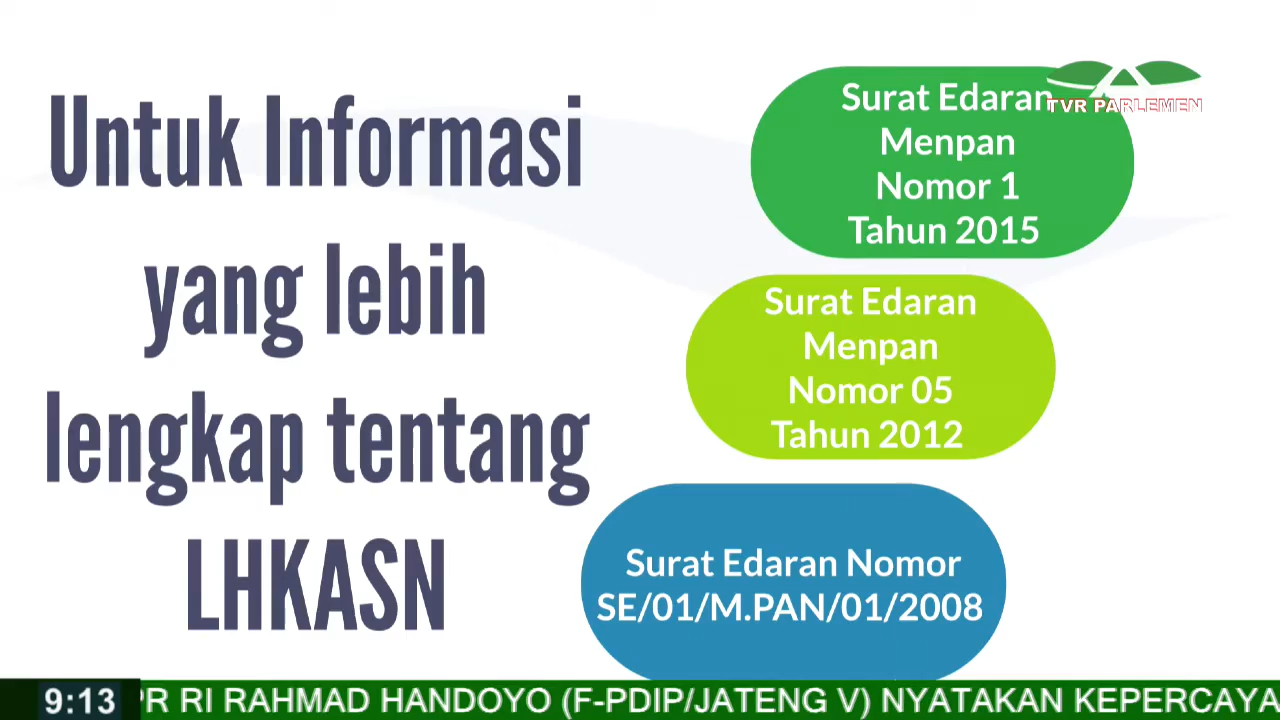 Untuk Informasi
yang lebih
lengkap tentang
LHKASN
Surat Edaran
Menpan
Nomor 1
Tahun 2015
TVR PARLEMEN
Surat Edaran
Menpan
Nomor 05
Tahun 2012
Surat Edaran Nomor
SE/01/M.PAN/01/2008
9:13
PR RI RAHMAD HANDOYO (F-PDIP/JATENG V) NYATAKAN KEPERCAYA